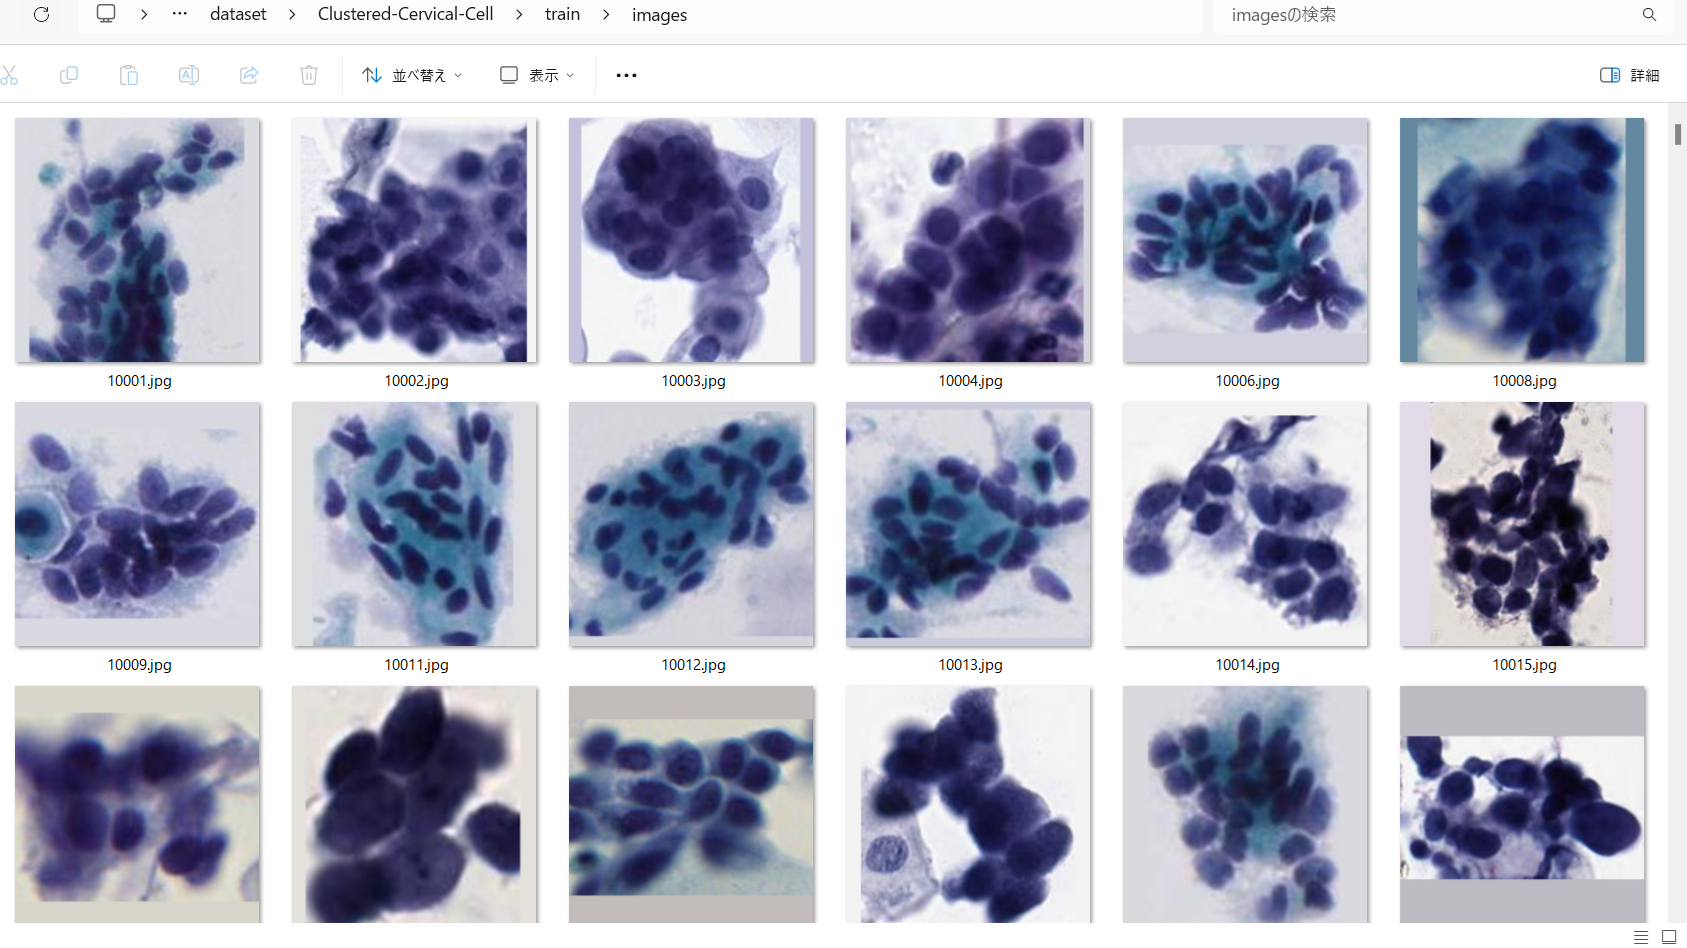 dataset > Clustered-Cervical-Cell > train > images
imagesの検索
並べ替え
表示
詳細
10001.jpg
10002.jpg
10003.jpg
10004.jpg
10006.jpg
10008.jpg
10009.jpg
10011.jpg
10012.jpg
10013.jpg
10014.jpg
10015.jpg